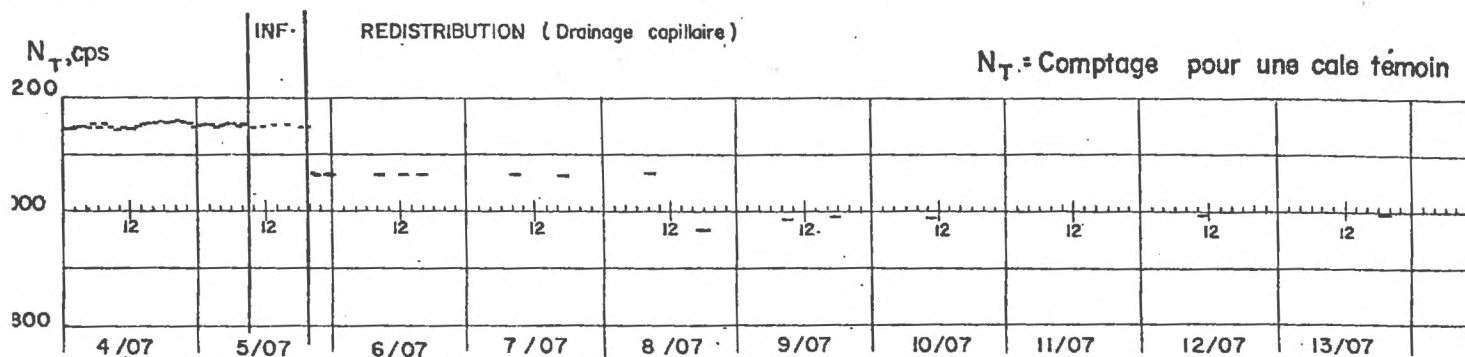 INF. REDISTRIBUTION ( Drainage capillaire )
N_T, cps
N_T. = Comptage pour une cale témoin
200
000
12 12 12 12 12 12. 12 12 12 12
800
4/07 5/07 6/07 7/07 8/07 9/07 10/07 11/07 12/07 13/07